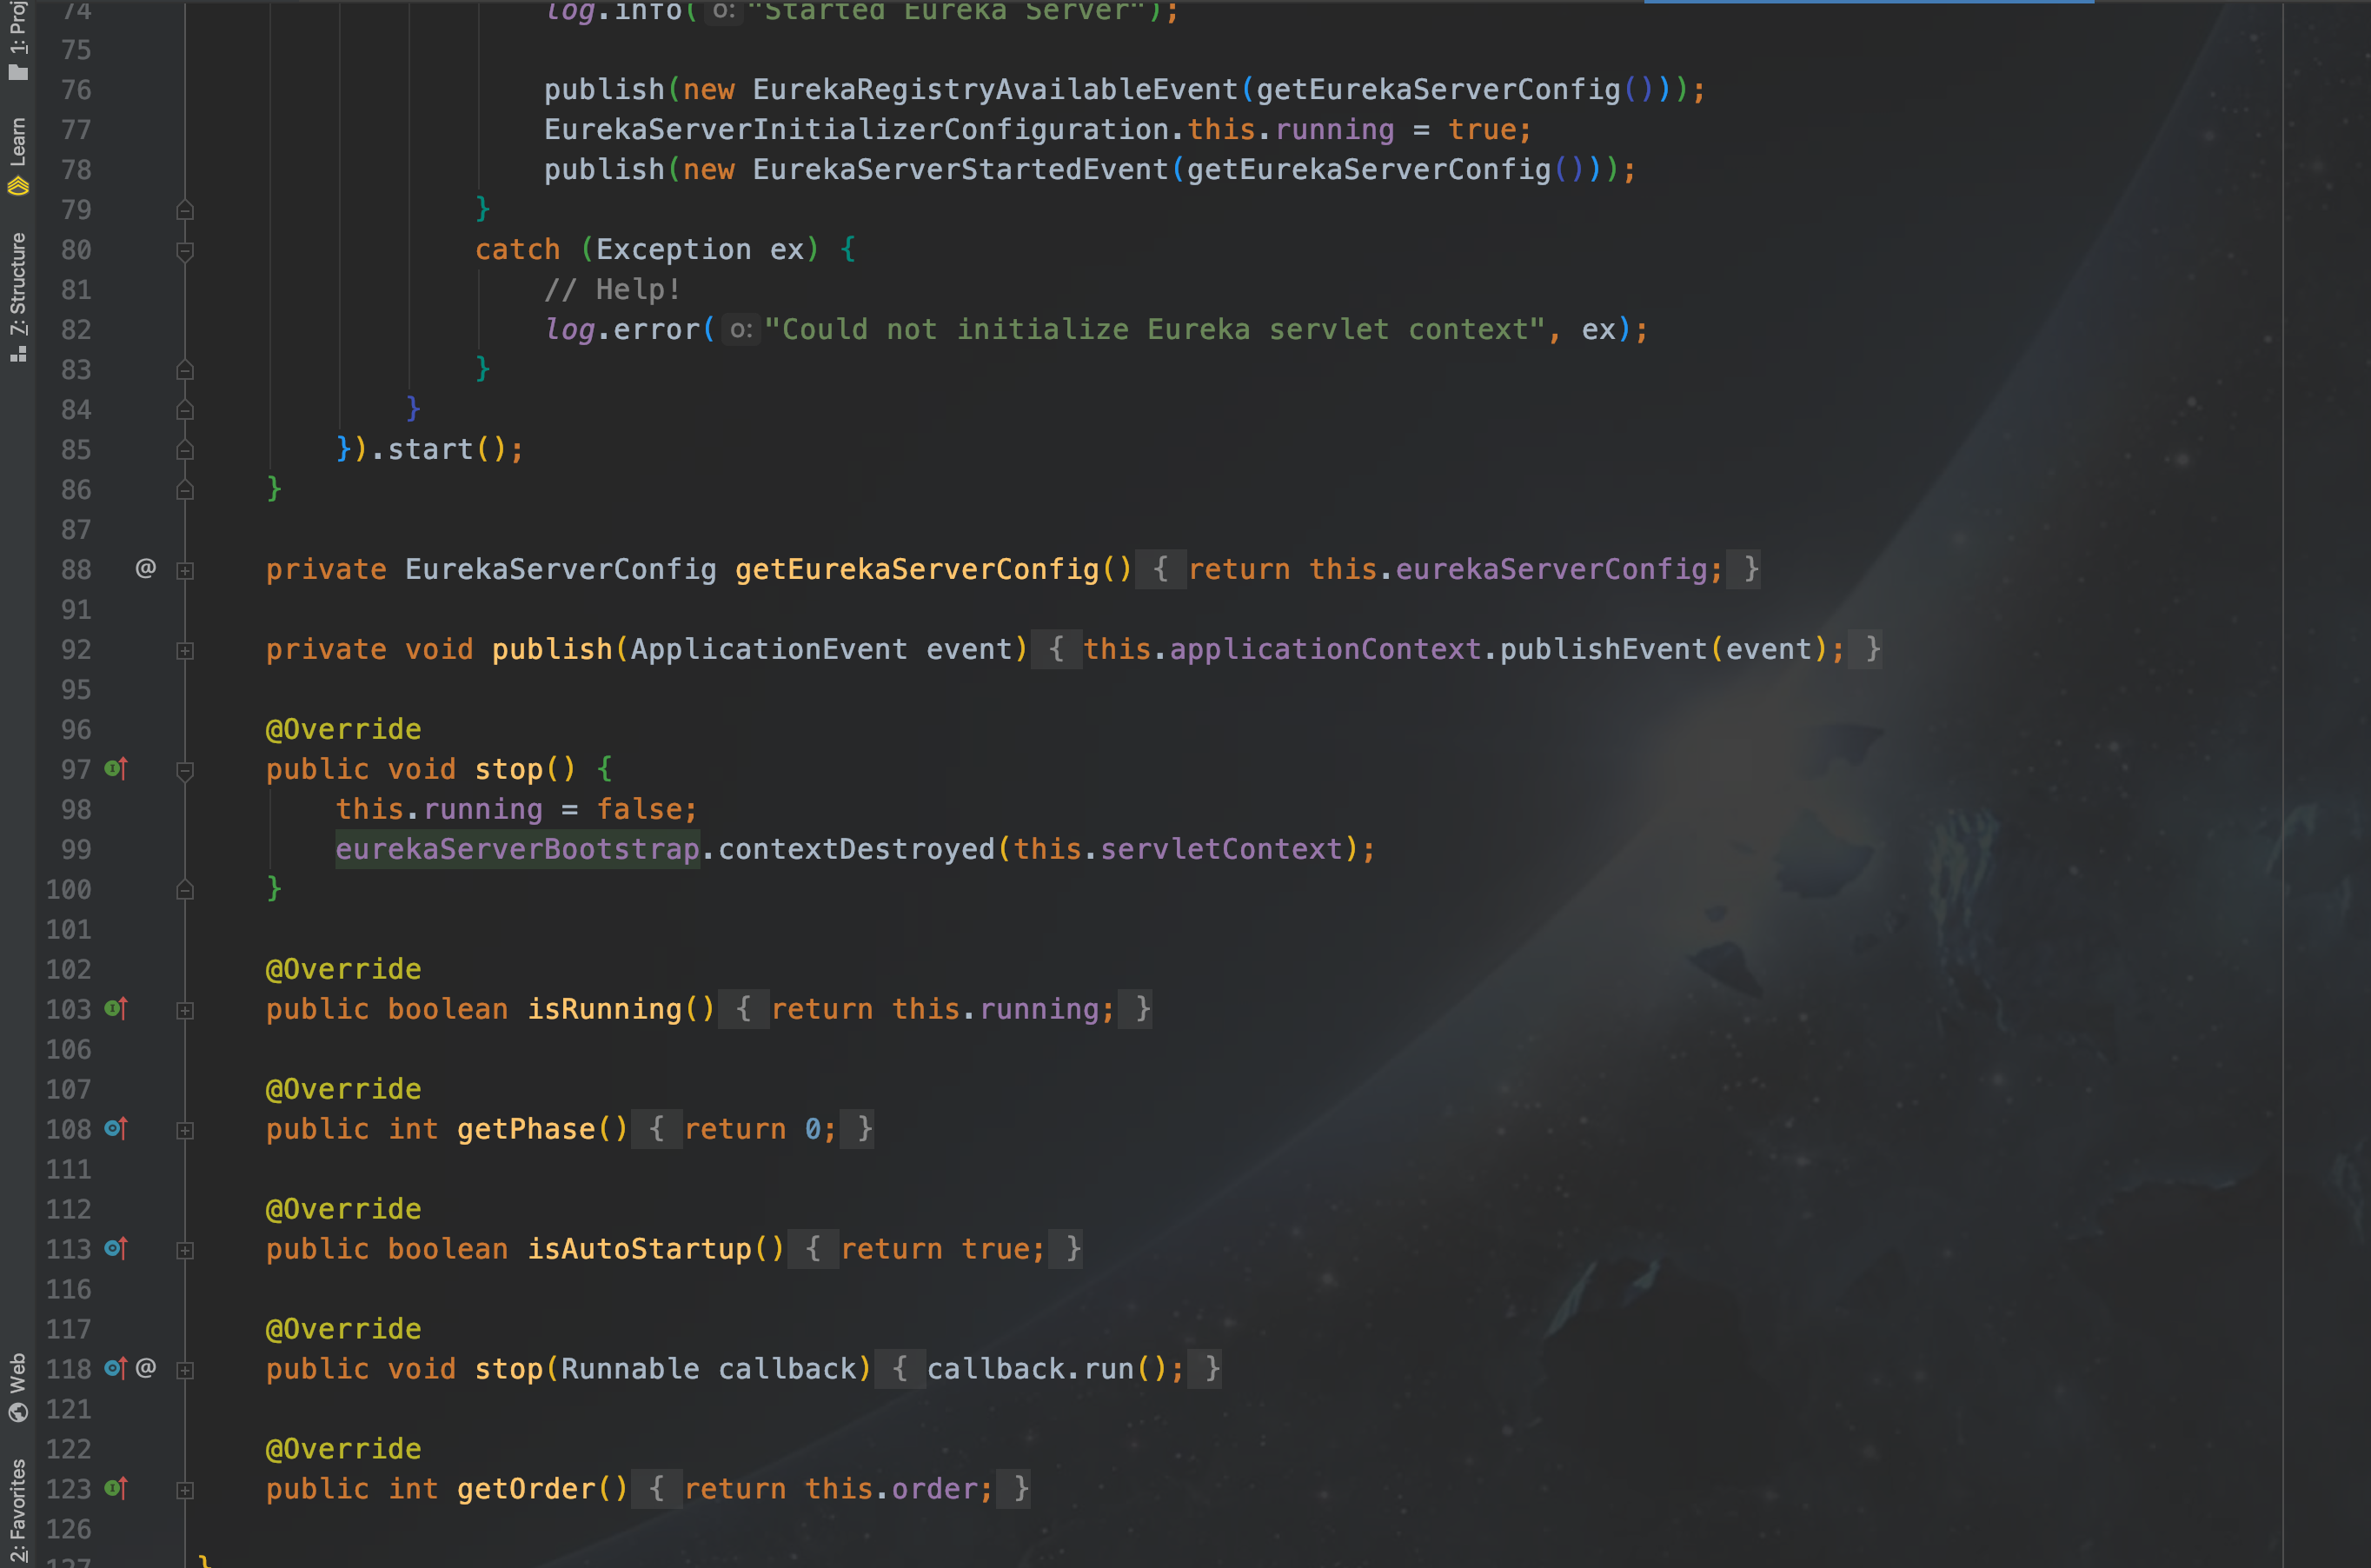 74 log.info( o: "Started Eureka Server");
75
76 publish(new EurekaRegistryAvailableEvent(getEurekaServerConfig()));
77 EurekaServerInitializerConfiguration.this.running = true;
78 publish(new EurekaServerStartedEvent(getEurekaServerConfig()));
79 }
80 catch (Exception ex) {
81 // Help!
82 log.error( o: "Could not initialize Eureka servlet context", ex);
83 }
84 }
85 }).start();
86 }
87
88 @ private EurekaServerConfig getEurekaServerConfig() { return this.eurekaServerConfig; }
91
92 private void publish(ApplicationEvent event) { this.applicationContext.publishEvent(event); }
95
96 @Override
97 public void stop() {
98 this.running = false;
99 eurekaServerBootstrap.contextDestroyed(this.servletContext);
100 }
101
102 @Override
103 public boolean isRunning() { return this.running; }
106
107 @Override
108 public int getPhase() { return 0; }
111
112 @Override
113 public boolean isAutoStartup() { return true; }
116
117 @Override
118 @ public void stop(Runnable callback) { callback.run(); }
121
122 @Override
123 public int getOrder() { return this.order; }
126
127 }
1: Proj
Learn
7: Structure
Web
2: Favorites